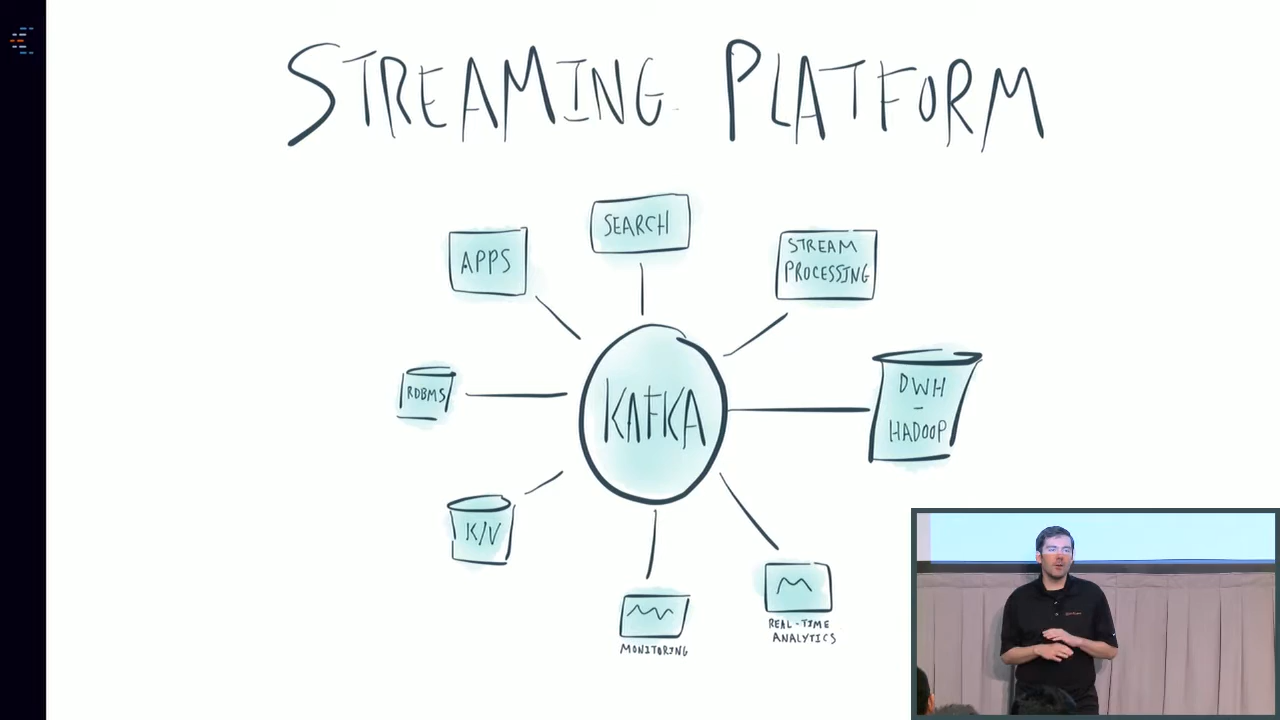 STREAMING PLATFORM
SEARCH
APPS
STREAM
PROCESSING
RDBMS
KAFKA
DWH
-
HADOOP
K/V
MONITORING
REAL-TIME
ANALYTICS